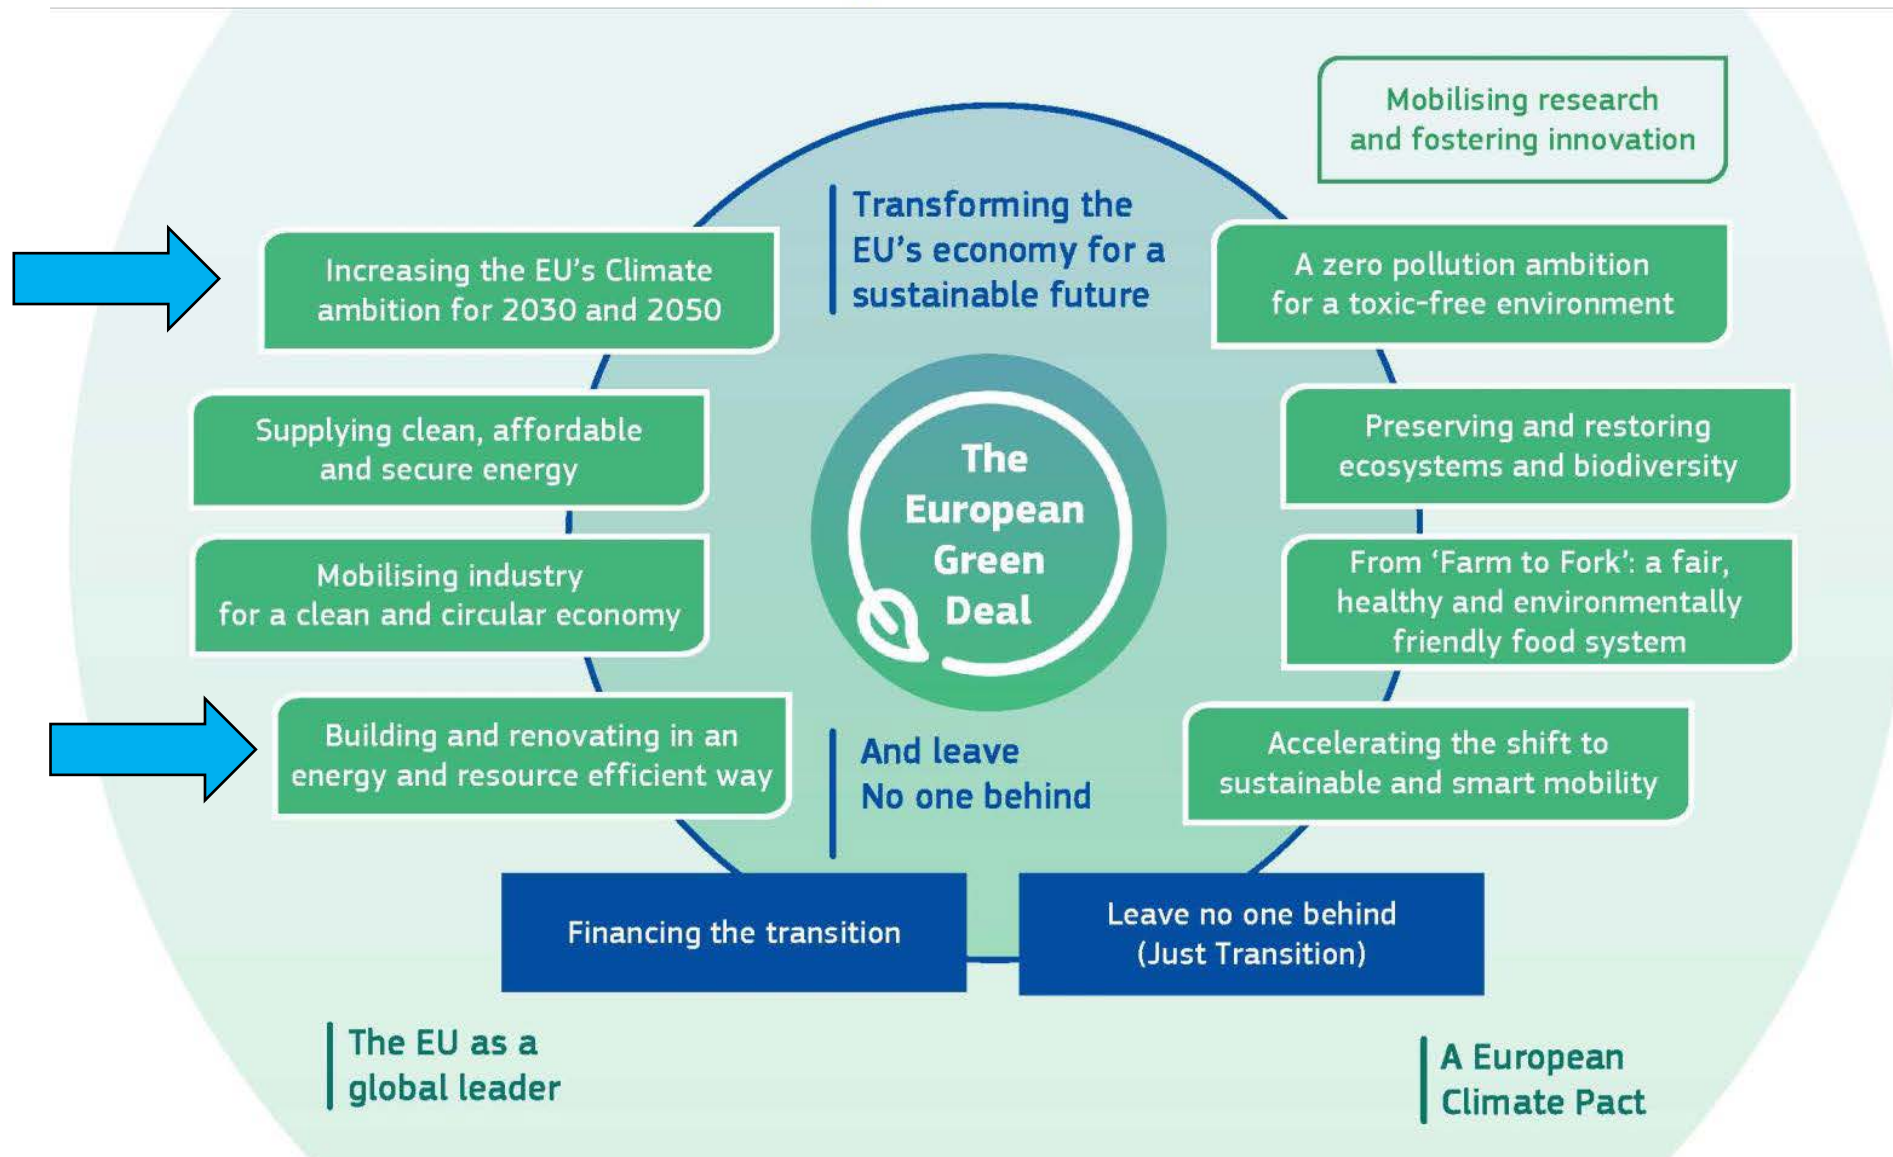 Mobilising research
and fostering innovation
Transforming the
EU's economy for a
sustainable future
Increasing the EU's Climate
ambition for 2030 and 2050
A zero pollution ambition
for a toxic-free environment
Supplying clean, affordable
and secure energy
Preserving and restoring
ecosystems and biodiversity
The
European
Green
Deal
Mobilising industry
for a clean and circular economy
From ‘Farm to Fork’: a fair,
healthy and environmentally
friendly food system
Building and renovating in an
energy and resource efficient way
And leave
No one behind
Accelerating the shift to
sustainable and smart mobility
Financing the transition
Leave no one behind
(Just Transition)
The EU as a
global leader
A European
Climate Pact